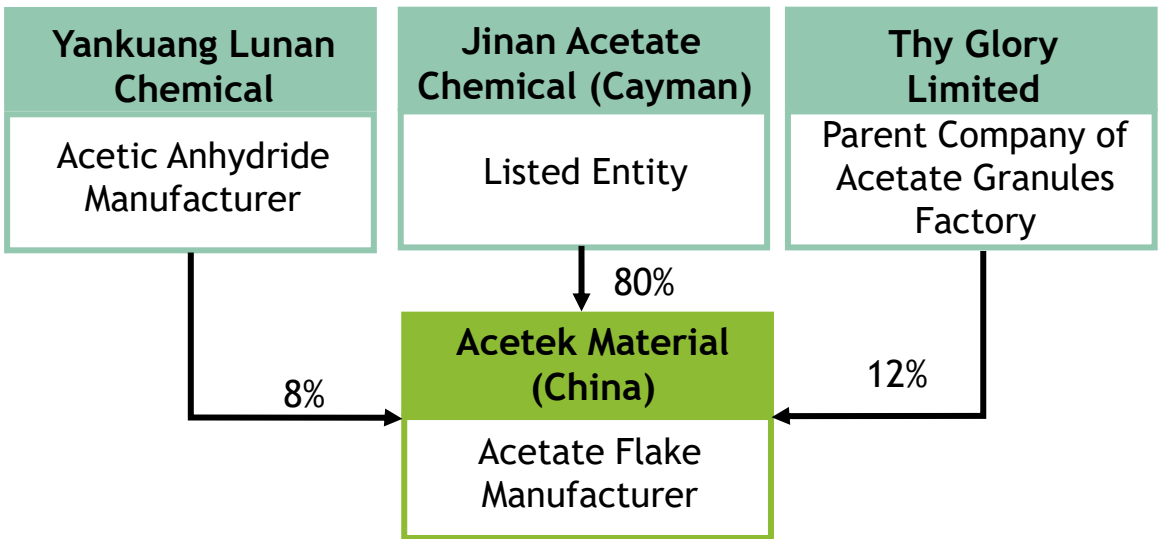 Yankuang Lunan
Chemical
Acetic Anhydride
Manufacturer
Jinan Acetate
Chemical (Cayman)
Listed Entity
Thy Glory
Limited
Parent Company of
Acetate Granules
Factory
80%
8%
12%
Acetek Material
(China)
Acetate Flake
Manufacturer